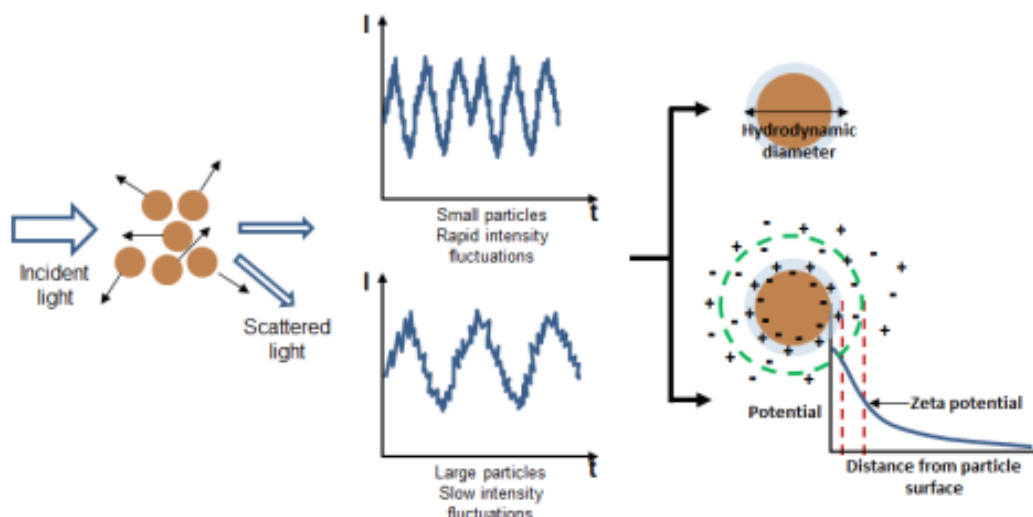 Incident
light
Scattered
light
I
t
Small particles
Rapid intensity
fluctuations
I
t
Large particles
Slow intensity
fluctuations
Hydrodynamic
diameter
Potential
Zeta potential
Distance from particle
surface